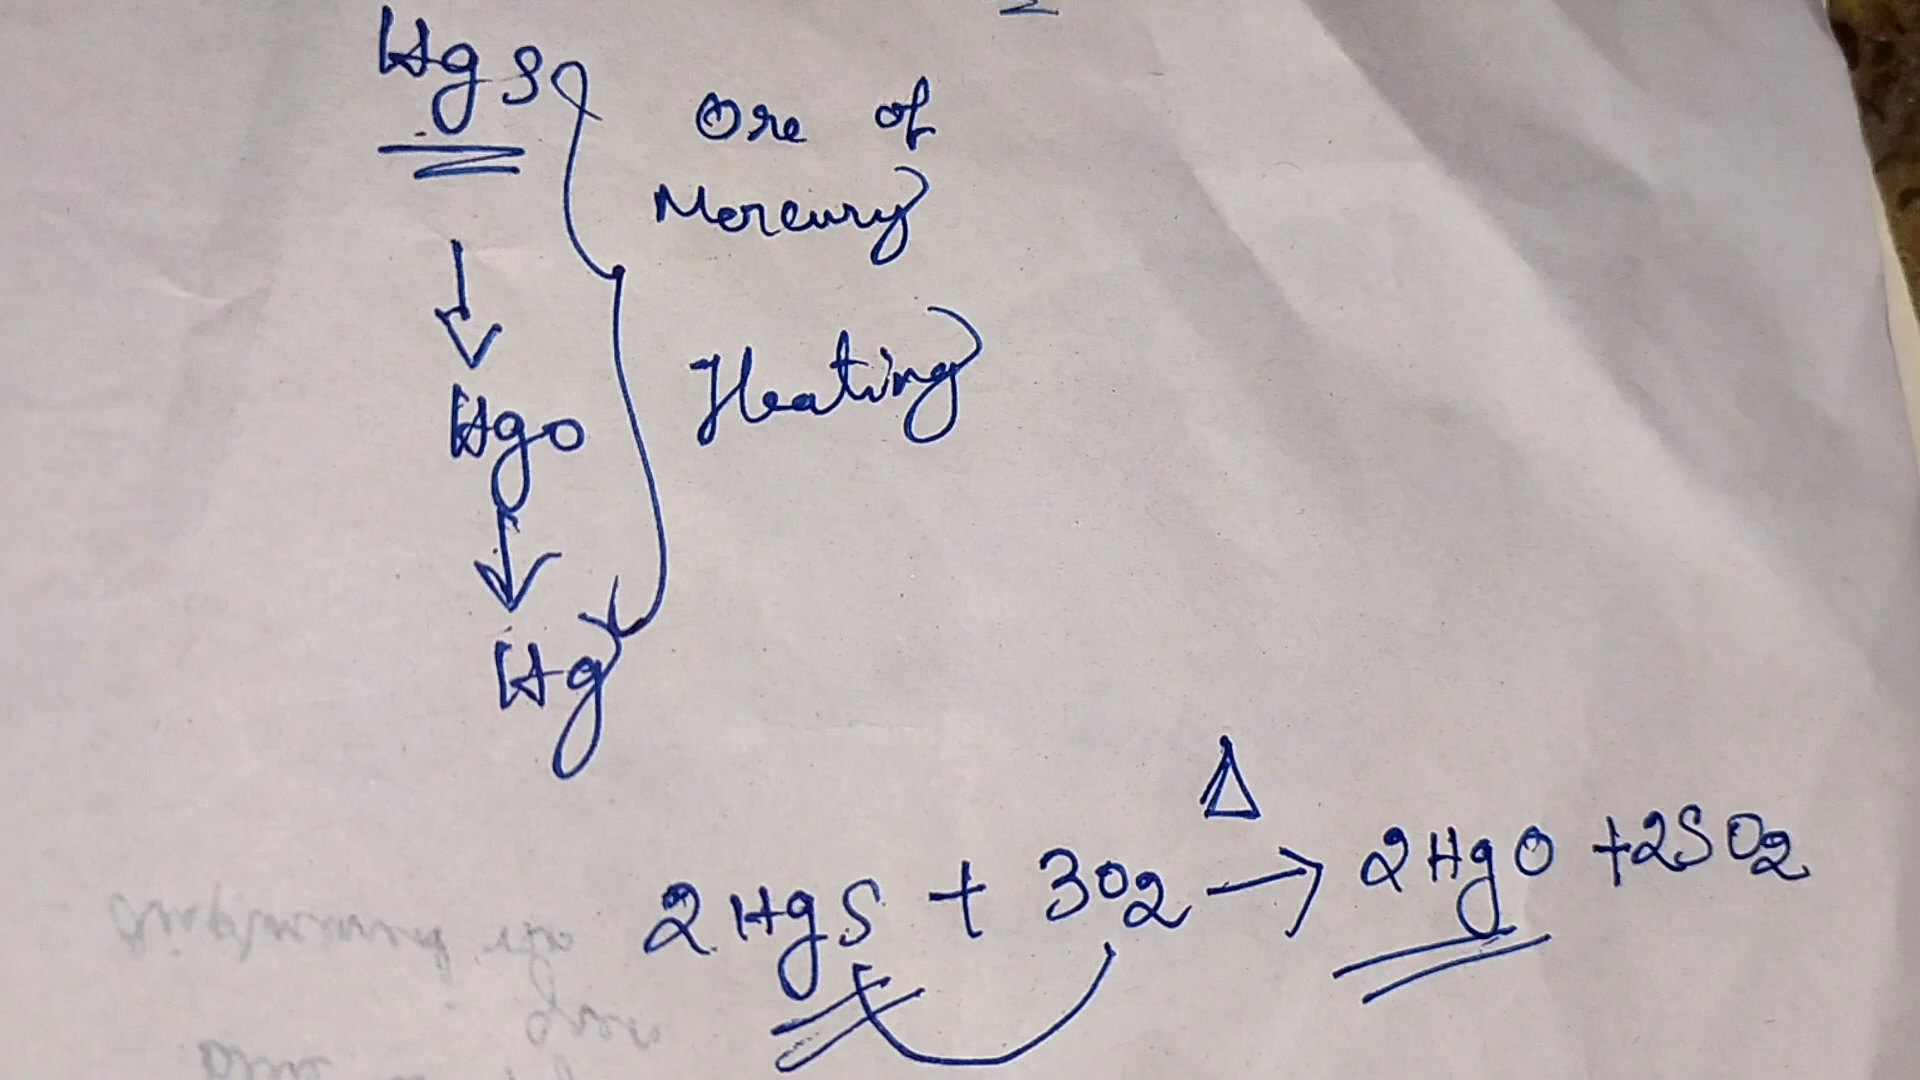 HgS
Ore of
Mercury
↓
HgO
Heating
↓
Hg
Δ
2HgS + 3O₂ → 2HgO + 2SO₂